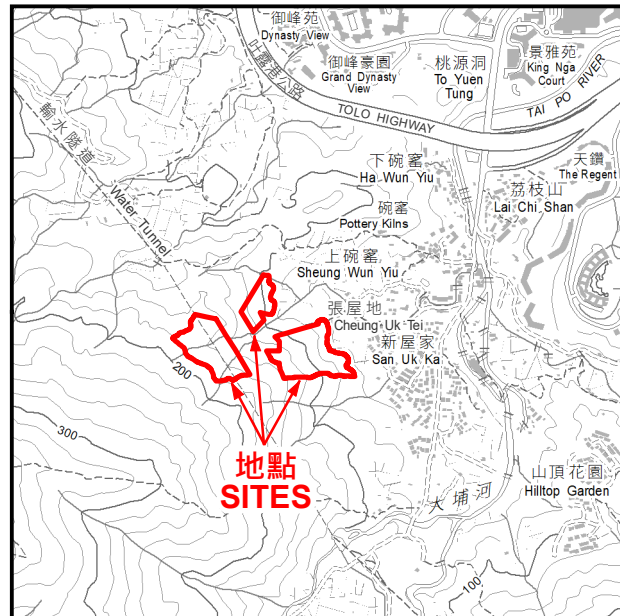 御峰苑
Dynasty View
吐露港公路
御峰豪園
Grand Dynasty
View
桃源洞
To Yuen
Tung
景雅苑
King Nga
Court
TAI PO RIVER
TOLO HIGHWAY
輸水隧道
Water Tunnel
下碗窰
Ha Wun Yiu
天鑽
The Regent
荔枝山
Lai Chi Shan
碗窰
Pottery Kilns
上碗窰
Sheung Wun Yiu
張屋地
Cheung Uk Tei
新屋家
San Uk Ka
200
300
地點
SITES
山頂花園
Hilltop Garden
大埔河
100